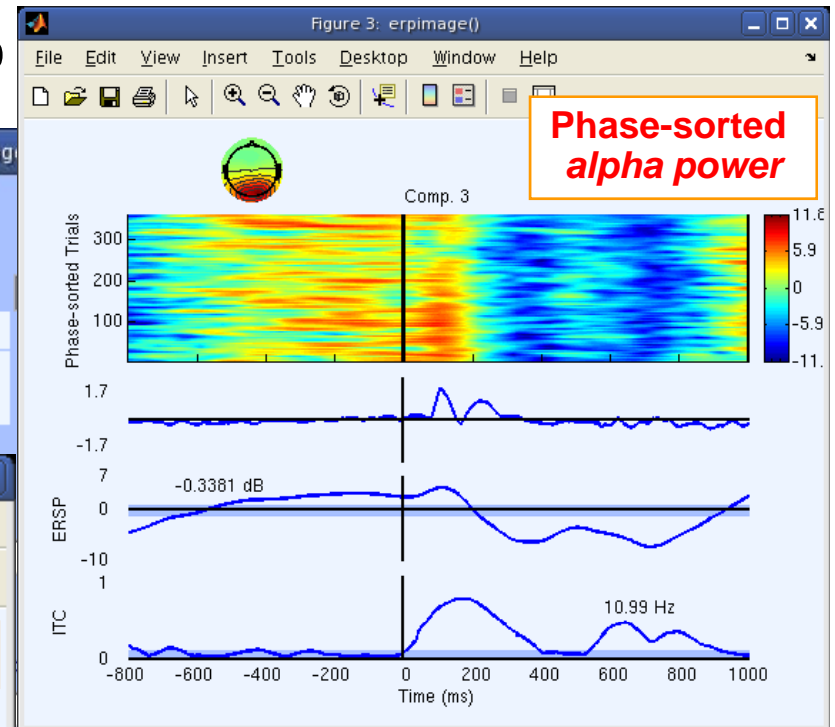 Figure 3: erpimage()
File Edit View Insert Tools Desktop Window Help
Phase-sorted
alpha power
Comp. 3
Phase-sorted Trials
300
200
100
11.6
5.9
0
-5.9
-11.
1.7
-1.7
ERSP
7
0
-10
-0.3381 dB
ITC
1
0
10.99 Hz
-800 -600 -400 -200 0 200 400 600 800 1000
Time (ms)